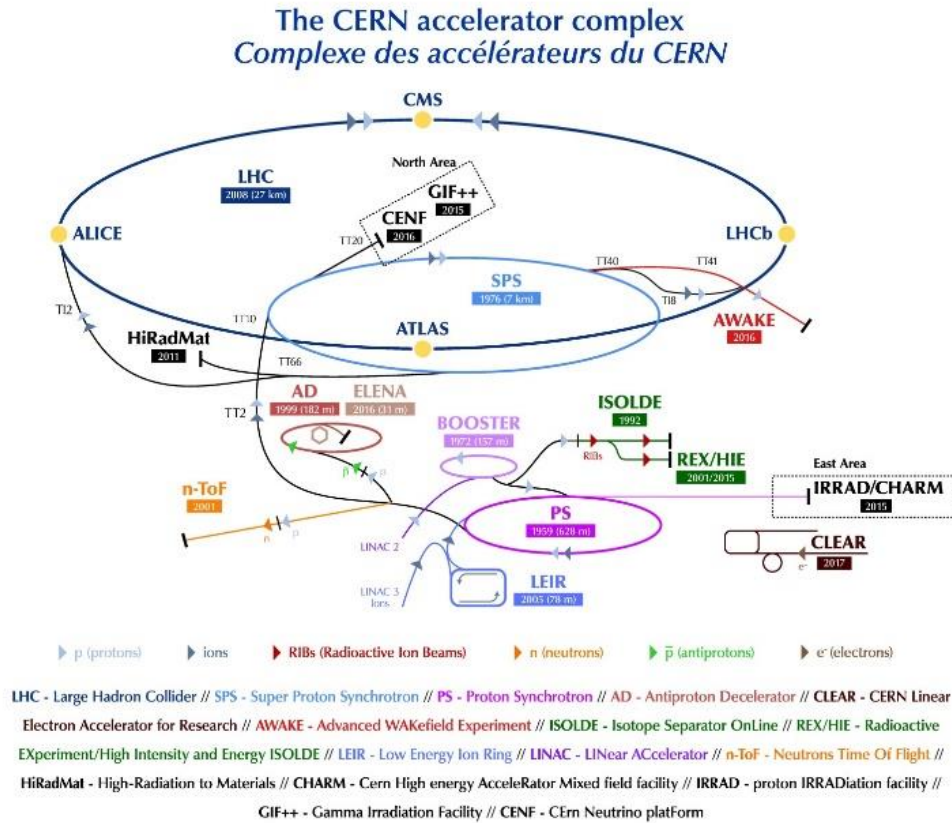 The CERN accelerator complex
Complexe des accélérateurs du CERN
CMS
North Area
LHC
2008 (27 km)
GIF++
2015
CENF
2016
TT20
ALICE
LHCb
TT40
TT41
SPS
1976 (7 km)
TI8
TI2
TT10
ATLAS
AWAKE
2016
HiRadMat
2011
TT66
AD
1999 (182 m)
ELENA
2016 (31 m)
TT2
BOOSTER
1972 (157 m)
ISOLDE
1992
RIBs
REX/HIE
2001/2015
East Area
IRRAD/CHARM
2015
p
p
n-ToF
2001
n
p
PS
1959 (628 m)
LINAC 2
CLEAR
2017
e-
LEIR
2005 (78 m)
LINAC 3
Ions
p (protons)
ions
RIBs (Radioactive Ion Beams)
n (neutrons)
p̅ (antiprotons)
e- (electrons)
LHC - Large Hadron Collider // SPS - Super Proton Synchrotron // PS - Proton Synchrotron // AD - Antiproton Decelerator // CLEAR - CERN Linear
Electron Accelerator for Research // AWAKE - Advanced WAKefield Experiment // ISOLDE - Isotope Separator OnLine // REX/HIE - Radioactive
EXperiment/High Intensity and Energy ISOLDE // LEIR - Low Energy Ion Ring // LINAC - LINear ACcelerator // n-ToF - Neutrons Time Of Flight //
HiRadMat - High-Radiation to Materials // CHARM - Cern High energy AcceleRator Mixed field facility // IRRAD - proton IRRADiation facility //
GIF++ - Gamma Irradiation Facility // CENF - CErn Neutrino platForm